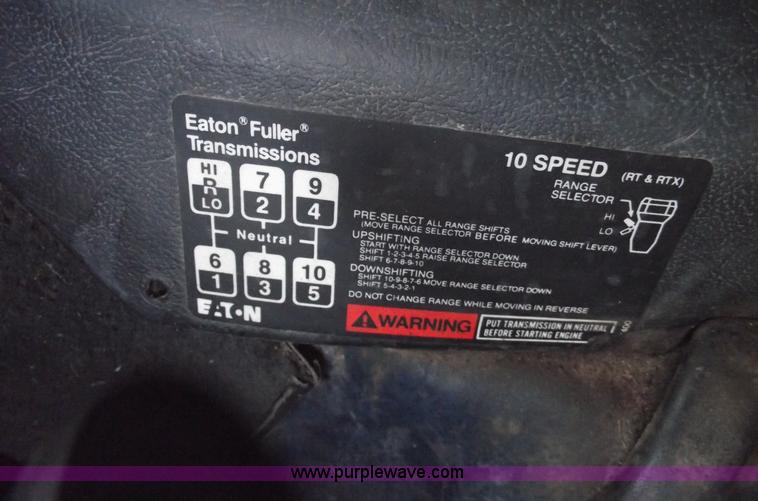 Eaton® Fuller®
Transmissions
10 SPEED (RT & RTX)
HI
R
LO
7
2
9
4
Neutral
6
1
8
3
10
5
EAT•N
RANGE
SELECTOR
HI
LO
PRE-SELECT ALL RANGE SHIFTS
(MOVE RANGE SELECTOR BEFORE MOVING SHIFT LEVER)
UPSHIFTING
START WITH RANGE SELECTOR DOWN
SHIFT 1-2-3-4-5 RAISE RANGE SELECTOR
SHIFT 6-7-8-9-10
DOWNSHIFTING
SHIFT 10-9-8-7-6 MOVE RANGE SELECTOR DOWN
SHIFT 5-4-3-2-1
DO NOT CHANGE RANGE WHILE MOVING IN REVERSE
WARNING
PUT TRANSMISSION IN NEUTRAL
BEFORE STARTING ENGINE
www.purplewave.com